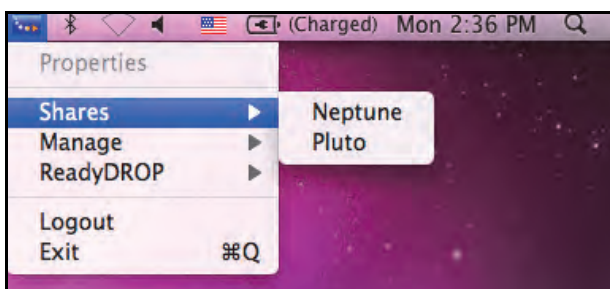 (Charged) Mon 2:36 PM
Properties
Shares
Neptune
Manage
Pluto
ReadyDROP
Logout
Exit ⌘Q